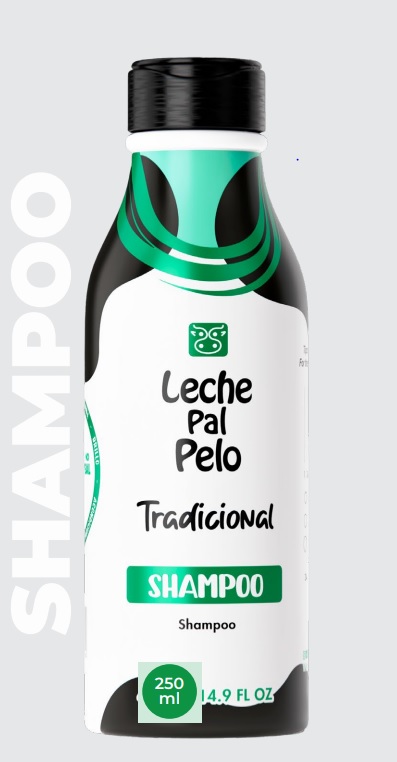 SHAMPOO
Leche
Pal
Pelo
Tradicional
SHAMPOO
Shampoo
250
ml
14.9 FL OZ